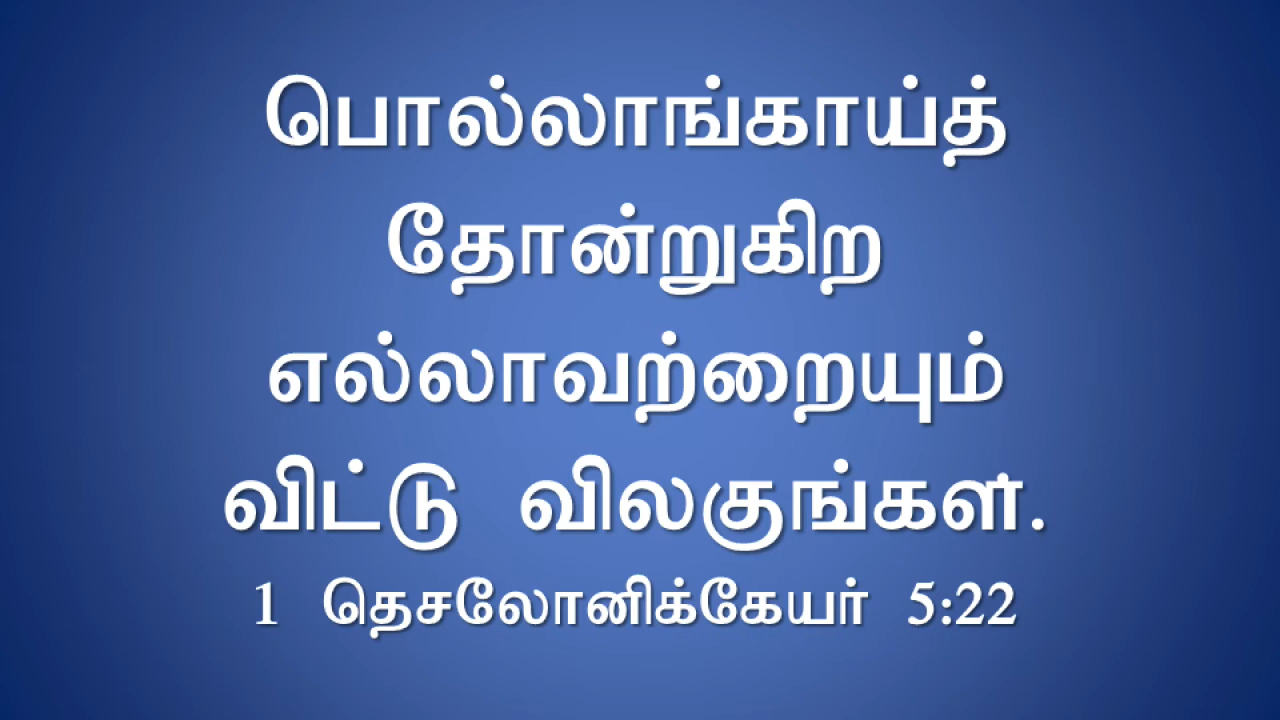 பொல்லாங்காய்த்
தோன்றுகிற
எல்லாவற்றையும்
விட்டு விலகுங்கள்.
1 தெசலோனிக்கேயர் 5:22